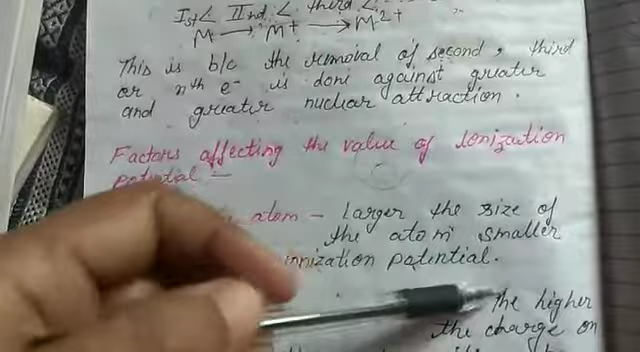 Ist < IInd < third <
M → M+ → M2+
This is b/c the removal of second, third
or nth e- is done against greater
and greater nuclear attraction.
Factors affecting the value of Ionization
potential -
atom - Larger the size of
the atom smaller
ionization potential.
The higher
the charge on